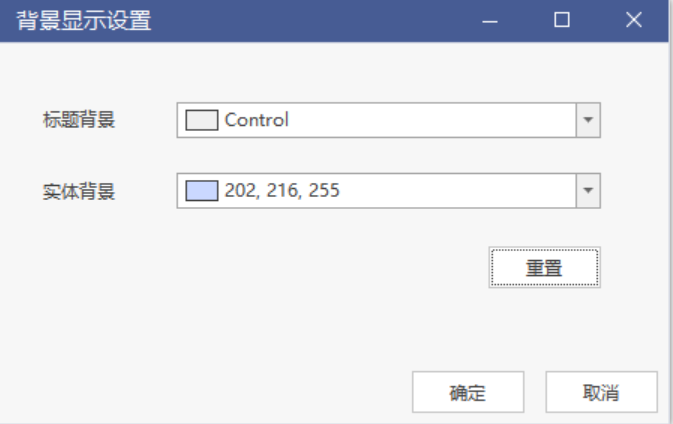 背景显示设置
标题背景 Control
实体背景 202, 216, 255
重置
确定 取消